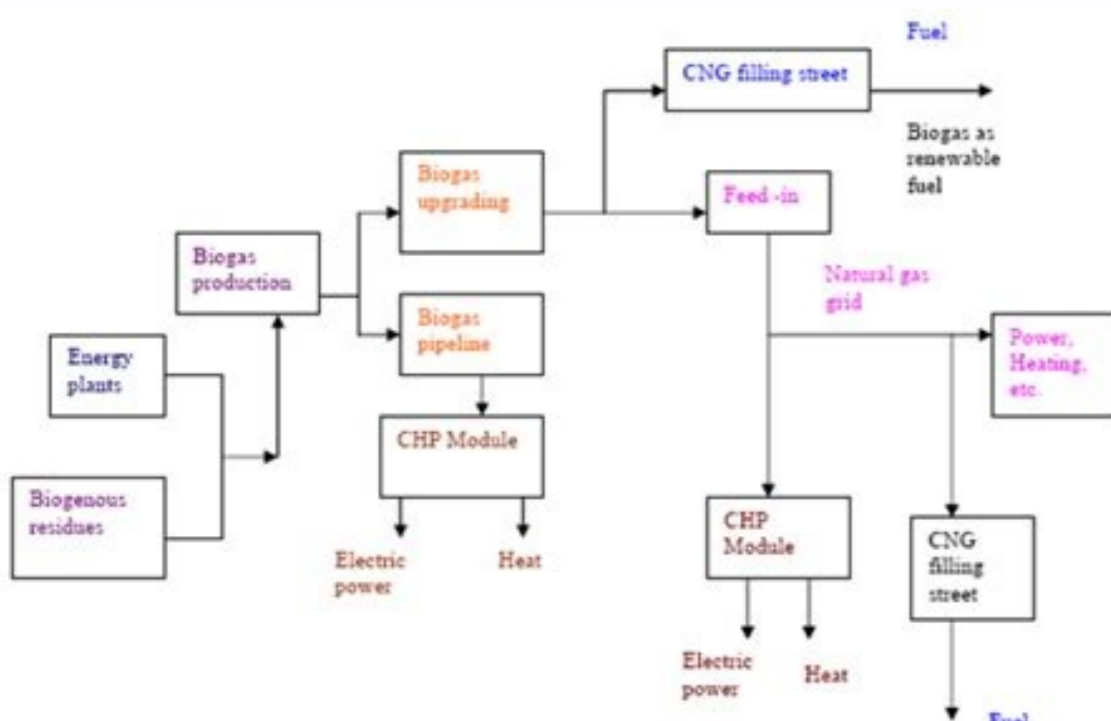 Fuel
CNG filling street
Biogas as
renewable
fuel
Biogas
upgrading
Feed -in
Biogas
production
Natural gas
grid
Biogas
pipeline
Power,
Heating,
etc.
Energy
plants
CHP Module
Biogenous
residues
CHP
Module
CNG
filling
street
Electric
power
Heat
Electric
power
Heat
Fuel